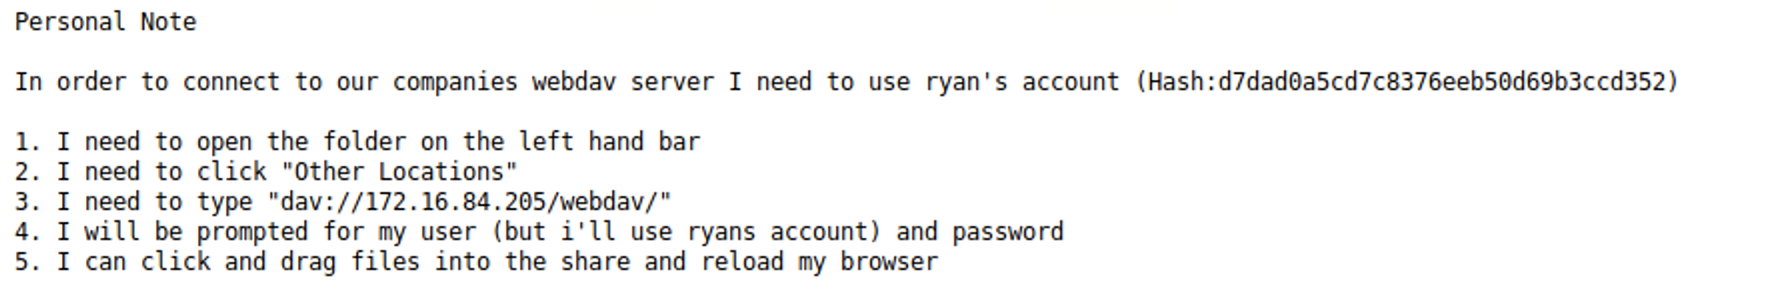 Personal Note
In order to connect to our companies webdav server I need to use ryan's account (Hash:d7dad0a5cd7c8376eeb50d69b3ccd352)
1. I need to open the folder on the left hand bar
2. I need to click "Other Locations"
3. I need to type "dav://172.16.84.205/webdav/"
4. I will be prompted for my user (but i'll use ryans account) and password
5. I can click and drag files into the share and reload my browser